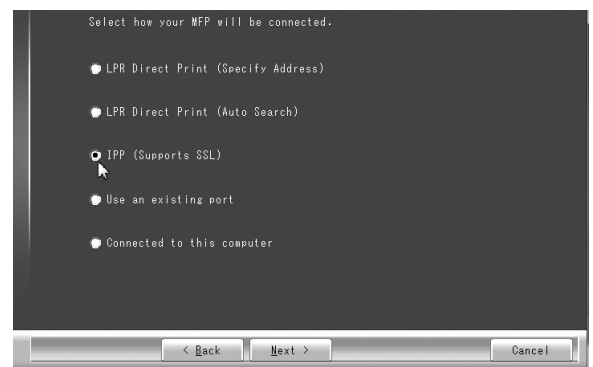 Select how your MFP will be connected.
LPR Direct Print (Specify Address)
LPR Direct Print (Auto Search)
IPP (Supports SSL)
Use an existing port
Connected to this computer
< Back Next > Cancel